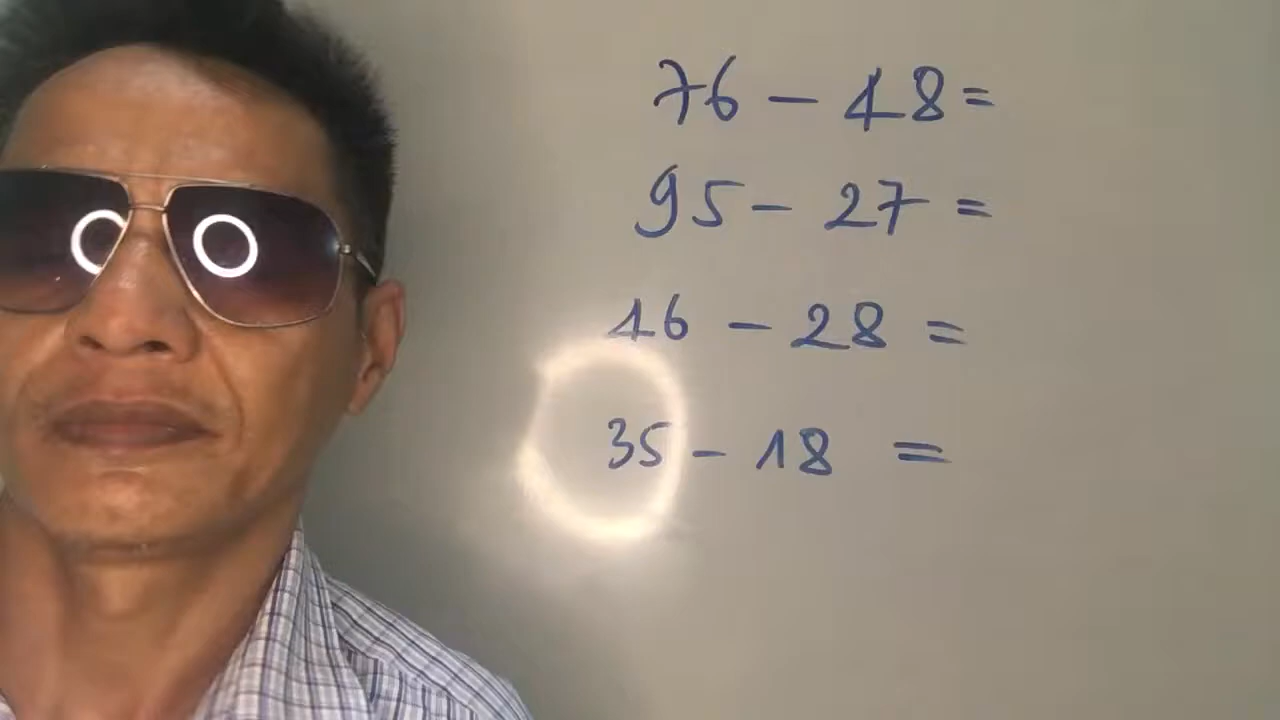 76 - 48 =
95 - 27 =
46 - 28 =
35 - 18 =